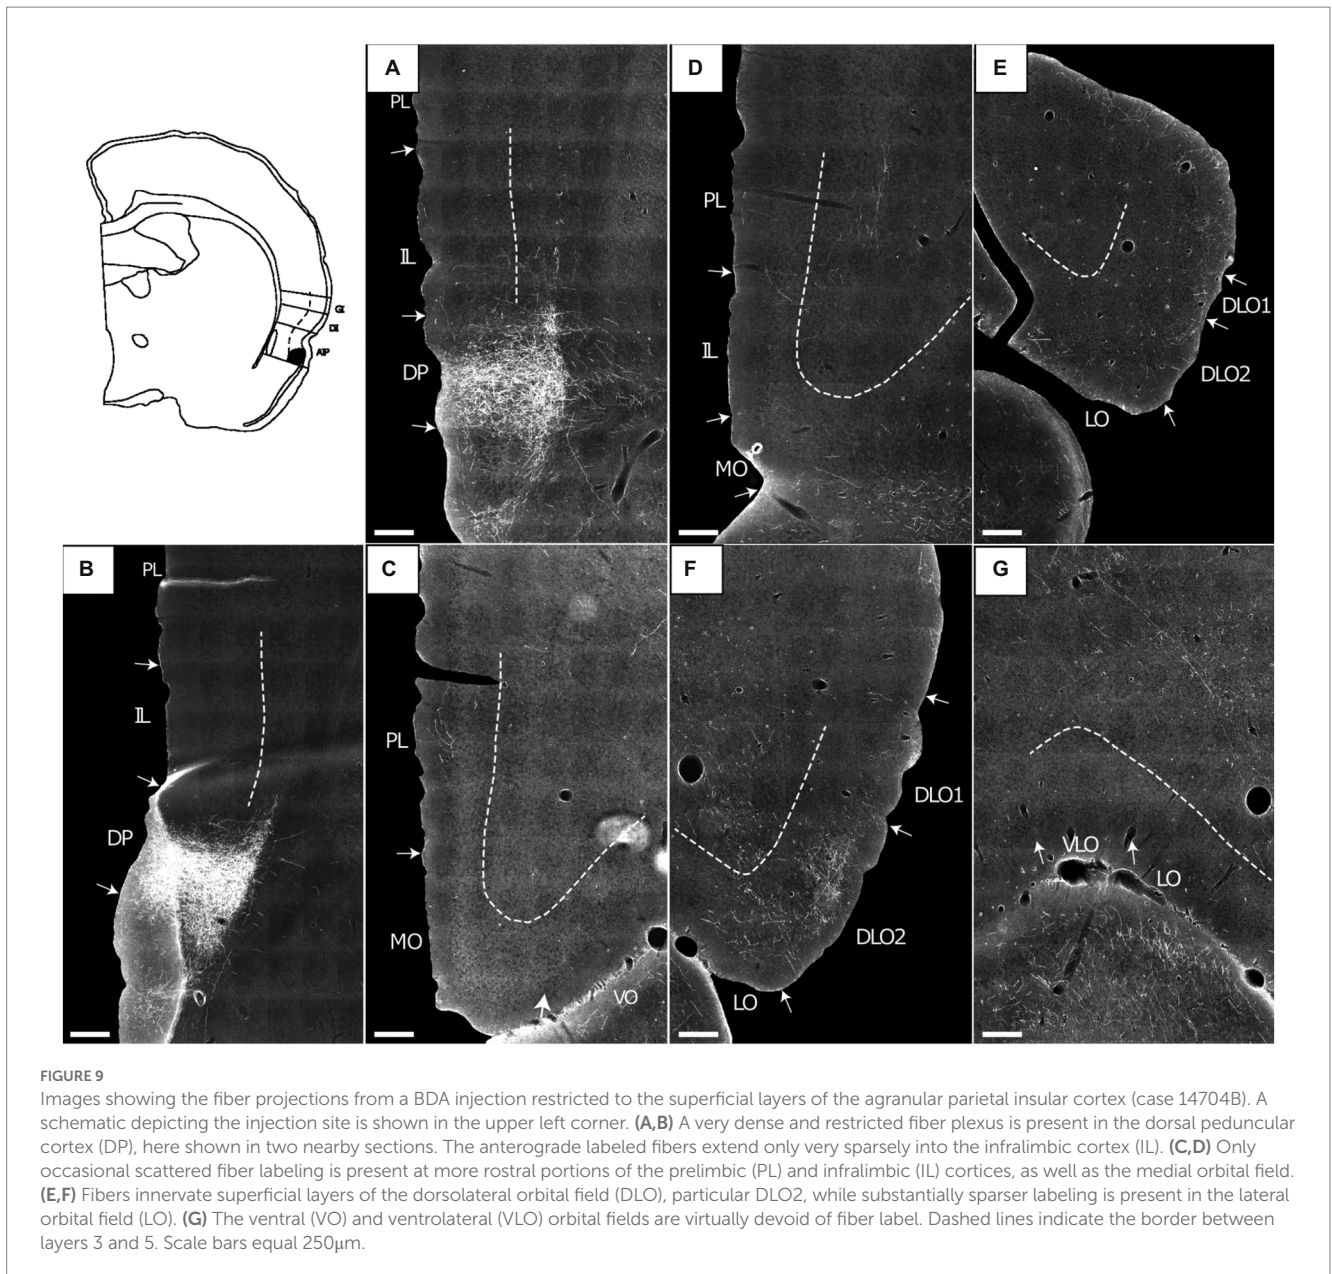 GI
DI
AIP
A
PL
IL
DP
D
PL
IL
MO
E
DLO1
DLO2
LO
B
PL
IL
DP
C
PL
MO
VO
F
DLO1
DLO2
LO
G
VLO
LO
FIGURE 9
Images showing the fiber projections from a BDA injection restricted to the superficial layers of the agranular parietal insular cortex (case 14704B). A
schematic depicting the injection site is shown in the upper left corner. (A,B) A very dense and restricted fiber plexus is present in the dorsal peduncular
cortex (DP), here shown in two nearby sections. The anterograde labeled fibers extend only very sparsely into the infralimbic cortex (IL). (C,D) Only
occasional scattered fiber labeling is present at more rostral portions of the prelimbic (PL) and infralimbic (IL) cortices, as well as the medial orbital field.
(E,F) Fibers innervate superficial layers of the dorsolateral orbital field (DLO), particular DLO2, while substantially sparser labeling is present in the lateral
orbital field (LO). (G) The ventral (VO) and ventrolateral (VLO) orbital fields are virtually devoid of fiber label. Dashed lines indicate the border between
layers 3 and 5. Scale bars equal 250μm.